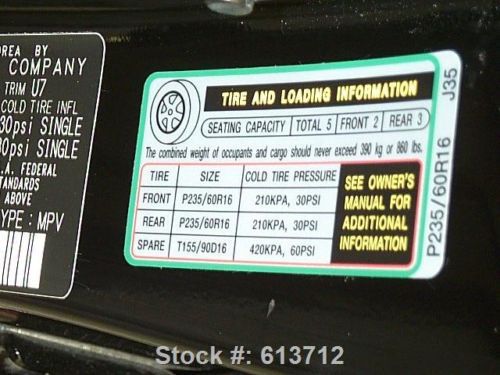 OREA BY
COMPANY
TRIM U7
COLD TIRE INFL
30psi SINGLE
30psi SINGLE
.A. FEDERAL
TANDARDS
ABOVE
TYPE: MPV
TIRE AND LOADING INFORMATION
SEATING CAPACITY TOTAL 5 FRONT 2 REAR 3
The combined weight of occupants and cargo should never exceed 390 kg or 860 lbs.
TIRE SIZE COLD TIRE PRESSURE
FRONT P235/60R16 210KPA, 30PSI
REAR P235/60R16 210KPA, 30PSI
SPARE T155/90D16 420KPA, 60PSI
SEE OWNER'S
MANUAL FOR
ADDITIONAL
INFORMATION
P235/60R16 J35
Stock #: 613712